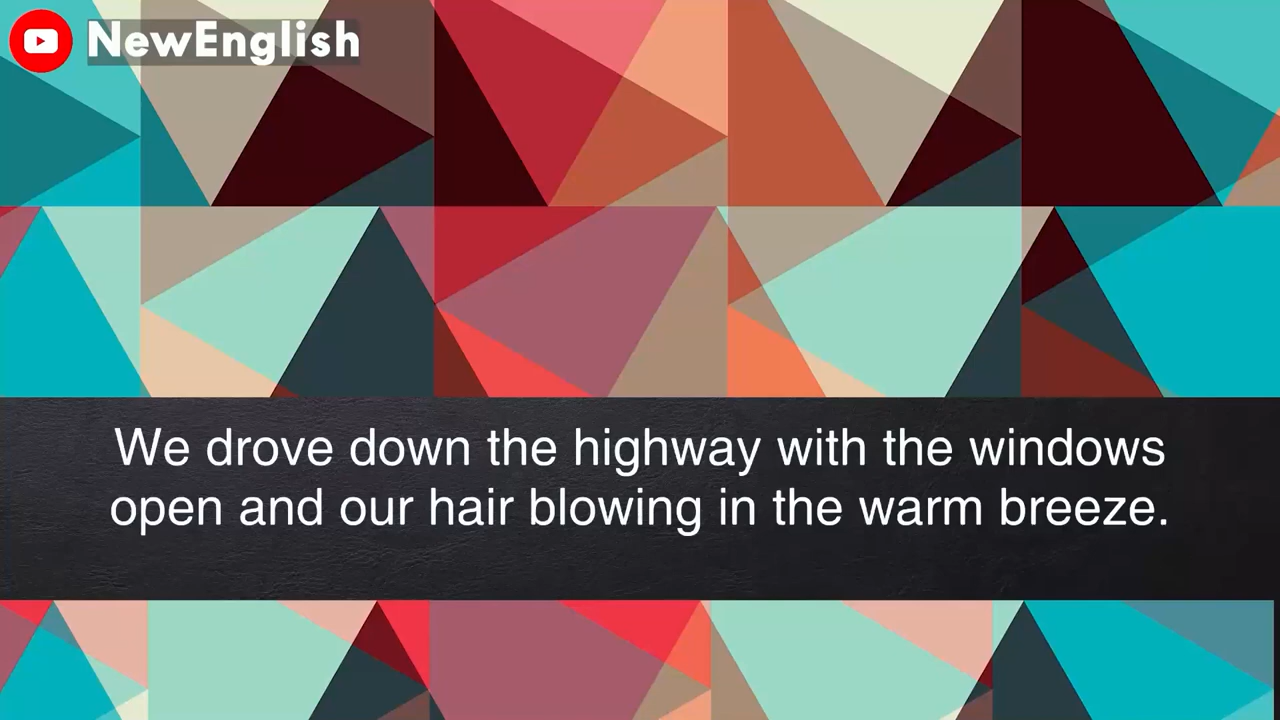 NewEnglish
We drove down the highway with the windows
open and our hair blowing in the warm breeze.